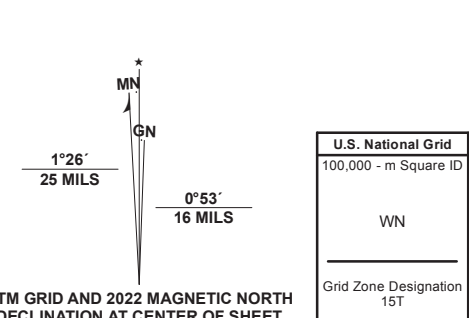 ★
MN
GN
1°26´
25 MILS
0°53´
16 MILS
TM GRID AND 2022 MAGNETIC NORTH
DECLINATION AT CENTER OF SHEET
U.S. National Grid
100,000 - m Square ID
WN
Grid Zone Designation
15T